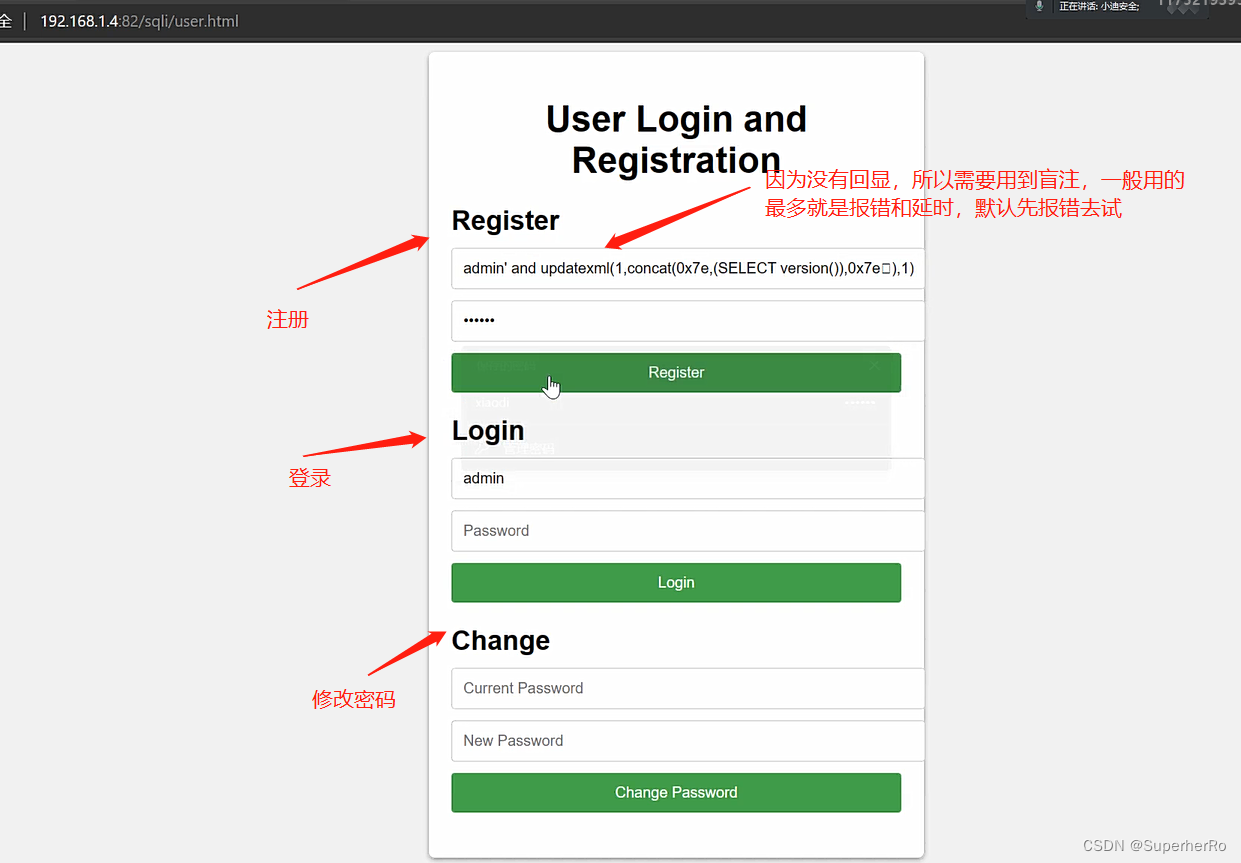 全 | 192.168.1.4:82/sqli/user.html
正在讲话: 小迪安全;
User Login and
Registration
因为没有回显，所以需要用到盲注，一般用的
最多就是报错和延时，默认先报错去试
Register
admin' and updatexml(1,concat(0x7e,(SELECT version()),0x7e),1)
注册
••••••
Register
xiaodi
••••••
Login
登录
admin
Password
Login
Change
修改密码
Current Password
New Password
Change Password
CSDN @SuperherRo